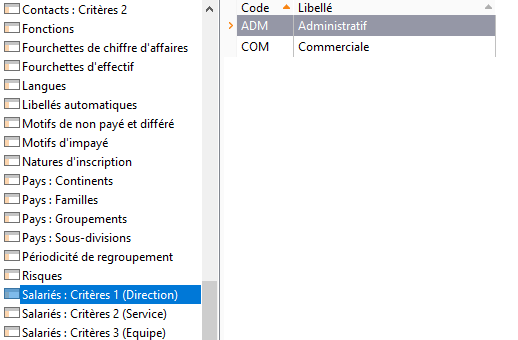 Contacts : Critères 2
Fonctions
Fourchettes de chiffre d'affaires
Fourchettes d'effectif
Langues
Libellés automatiques
Motifs de non payé et différé
Motifs d'impayé
Natures d'inscription
Pays : Continents
Pays : Familles
Pays : Groupements
Pays : Sous-divisions
Périodicité de regroupement
Risques
Salariés : Critères 1 (Direction)
Salariés : Critères 2 (Service)
Salariés : Critères 3 (Equipe)
Code Libellé
ADM Administratif
COM Commerciale